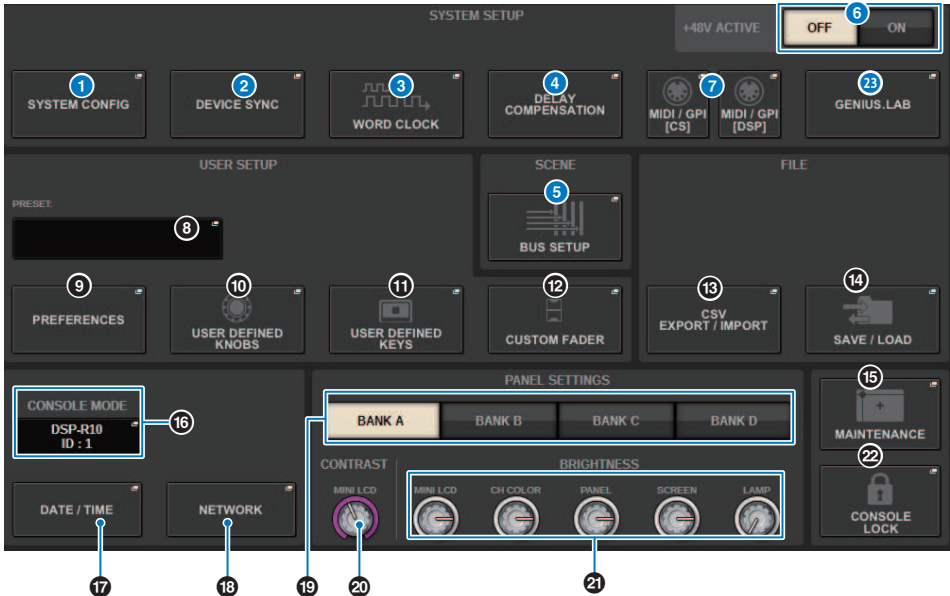 SYSTEM SETUP
+48V ACTIVE
6
OFF
ON
1
SYSTEM CONFIG
2
DEVICE SYNC
3
WORD CLOCK
4
DELAY
COMPENSATION
7
MIDI / GPI
[CS]
MIDI / GPI
[DSP]
23
GENIUS.LAB
USER SETUP
SCENE
FILE
PRESET:
8
5
BUS SETUP
9
PREFERENCES
10
USER DEFINED
KNOBS
11
USER DEFINED
KEYS
12
CUSTOM FADER
13
CSV
EXPORT / IMPORT
14
SAVE / LOAD
CONSOLE MODE
DSP-R10
ID : 1
16
PANEL SETTINGS
BANK A
BANK B
BANK C
BANK D
15
MAINTENANCE
CONTRAST
BRIGHTNESS
MINI LCD
MINI LCD
CH COLOR
PANEL
SCREEN
LAMP
22
CONSOLE
LOCK
DATE / TIME
NETWORK
17
18
19
20
21